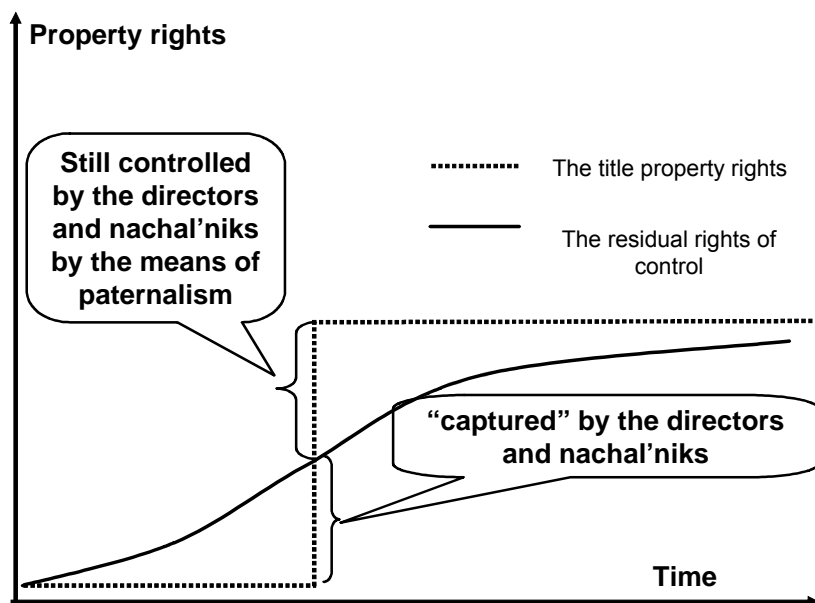 Property rights
Still controlled
by the directors
and nachal'niks
by the means of
paternalism
The title property rights
The residual rights of
control
“captured” by the directors
and nachal'niks
Time